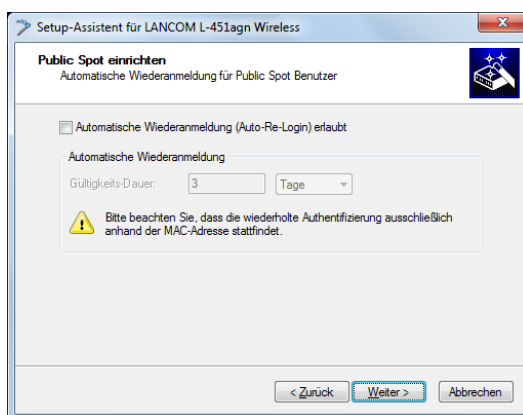 Setup-Assistent für LANCOM L-451agn Wireless
Public Spot einrichten
Automatische Wiederanmeldung für Public Spot Benutzer
Automatische Wiederanmeldung (Auto-Re-Login) erlaubt
Automatische Wiederanmeldung
Gültigkeits-Dauer: 3 Tage
Bitte beachten Sie, dass die wiederholte Authentifizierung ausschließlich
anhand der MAC-Adresse stattfindet.
< Zurück Weiter > Abbrechen